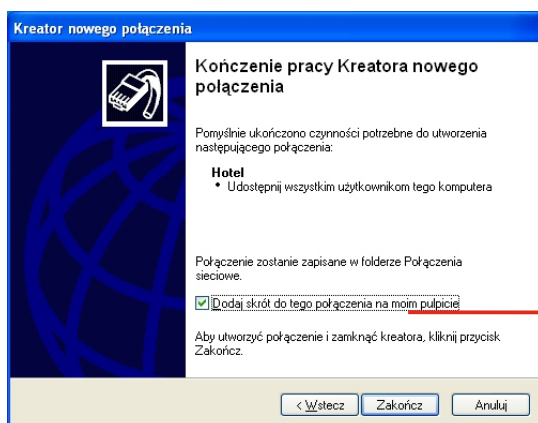 Kreator nowego połączenia
Kończenie pracy Kreatora nowego
połączenia
Pomyślnie ukończono czynności potrzebne do utworzenia
następującego połączenia:
Hotel
• Udostępnij wszystkim użytkownikom tego komputera
Połączenie zostanie zapisane w folderze Połączenia
sieciowe.
Dodaj skrót do tego połączenia na moim pulpicie
Aby utworzyć połączenie i zamknąć kreatora, kliknij przycisk
Zakończ.
< Wstecz Zakończ Anuluj